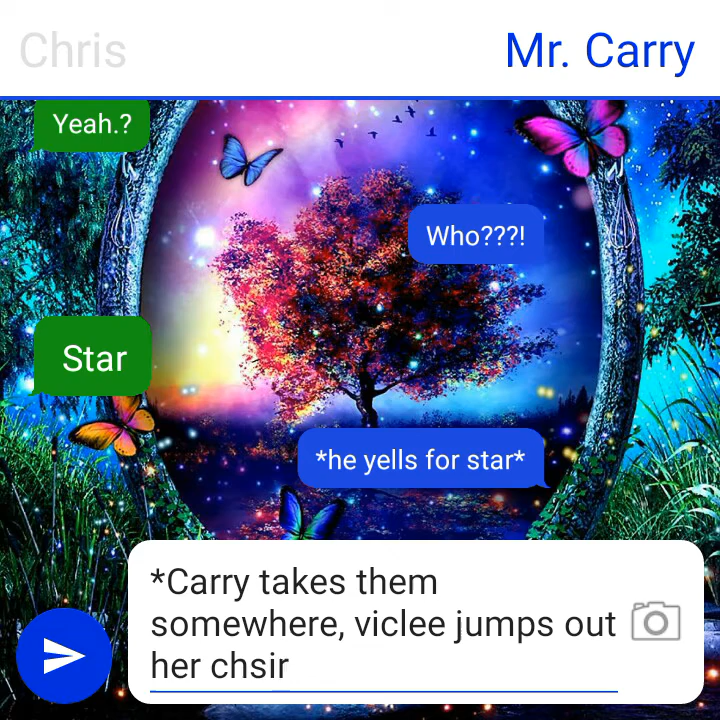 Chris
Mr. Carry
Yeah.?
Who???!
Star
*he yells for star*
*Carry takes them
somewhere, viclee jumps out
her chsir